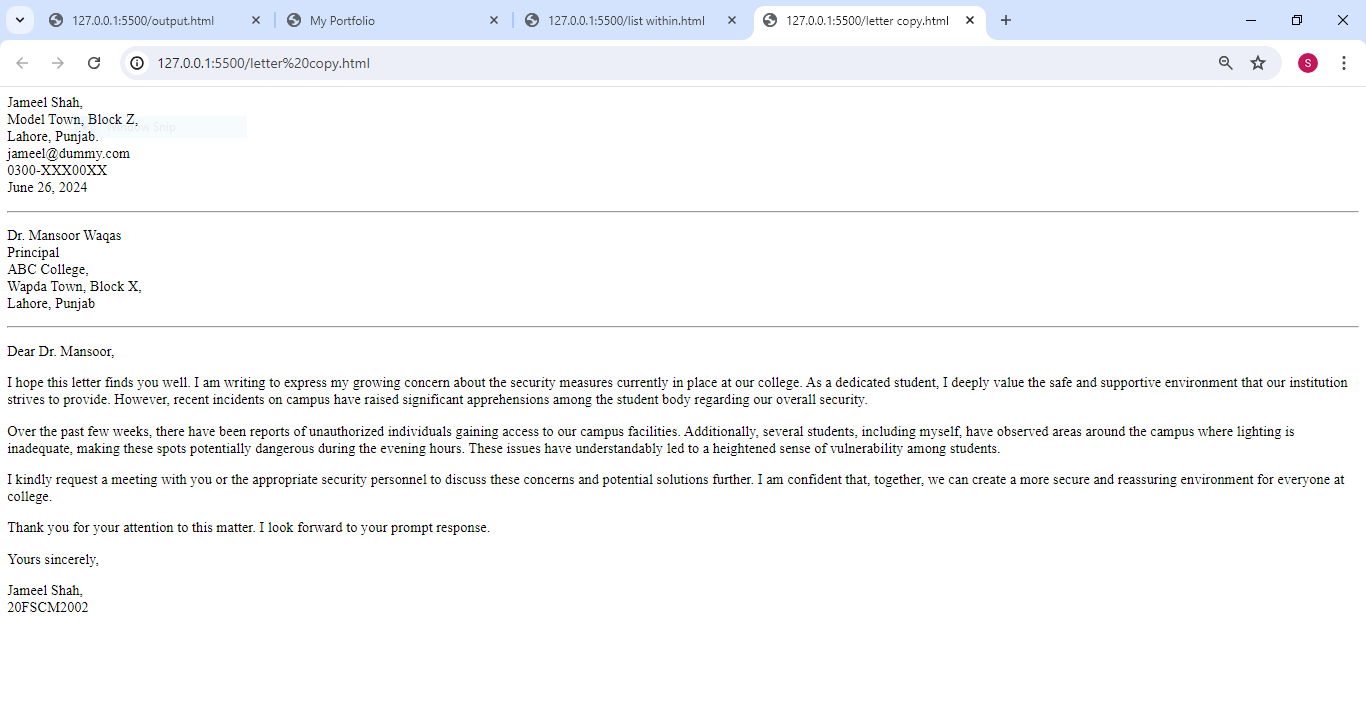 127.0.0.1:5500/output.html
My Portfolio
127.0.0.1:5500/list within.html
127.0.0.1:5500/letter copy.html
127.0.0.1:5500/letter%20copy.html
S
Jameel Shah,
Model Town, Block Z,
Window Snip
Lahore, Punjab.
jameel@dummy.com
0300-XXX00XX
June 26, 2024
Dr. Mansoor Waqas
Principal
ABC College,
Wapda Town, Block X,
Lahore, Punjab
Dear Dr. Mansoor,
I hope this letter finds you well. I am writing to express my growing concern about the security measures currently in place at our college. As a dedicated student, I deeply value the safe and supportive environment that our institution
strives to provide. However, recent incidents on campus have raised significant apprehensions among the student body regarding our overall security.
Over the past few weeks, there have been reports of unauthorized individuals gaining access to our campus facilities. Additionally, several students, including myself, have observed areas around the campus where lighting is
inadequate, making these spots potentially dangerous during the evening hours. These issues have understandably led to a heightened sense of vulnerability among students.
I kindly request a meeting with you or the appropriate security personnel to discuss these concerns and potential solutions further. I am confident that, together, we can create a more secure and reassuring environment for everyone at
college.
Thank you for your attention to this matter. I look forward to your prompt response.
Yours sincerely,
Jameel Shah,
20FSCM2002